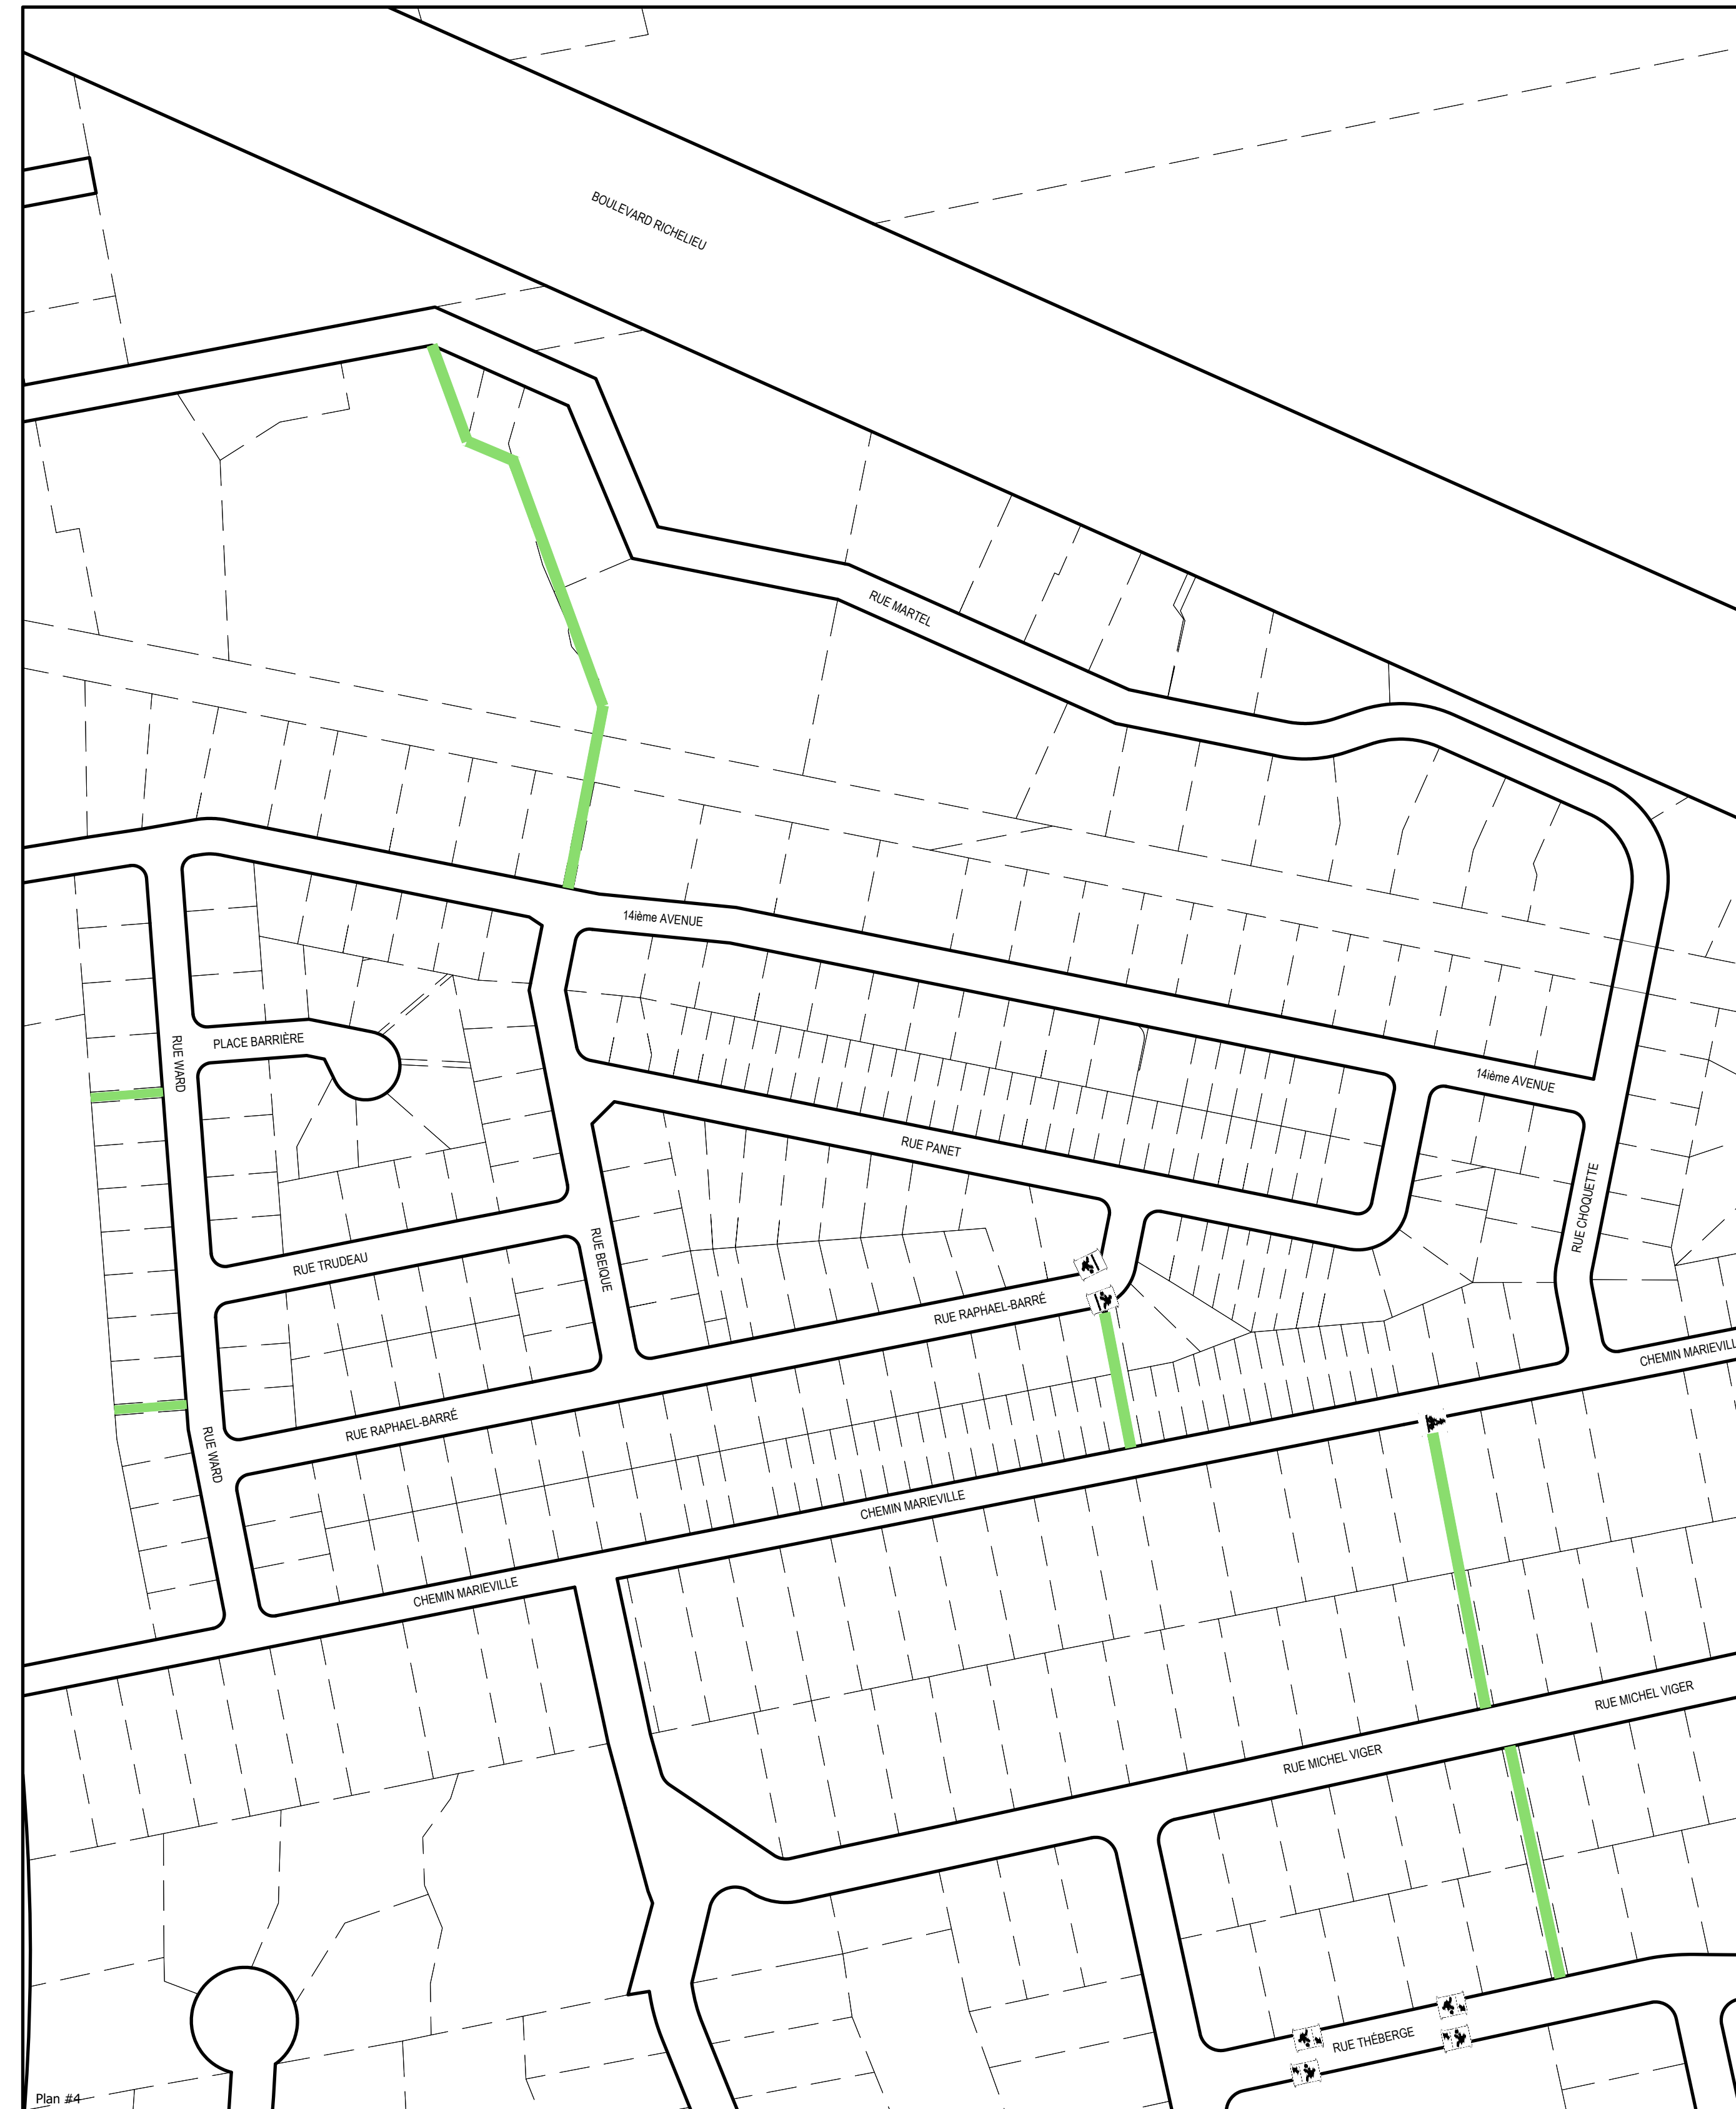 BOULEVARD RICHELIEU
RUE MARTEL
14ième AVENUE
RUE WARD
PLACE BARRIÈRE
14ième AVENUE
RUE PANET
RUE CHOQUETTE
RUE TRUDEAU
RUE BEIQUE
RUE RAPHAEL-BARRÉ
CHEMIN MARIEVILL
RUE RAPHAEL-BARRÉ
RUE WARD
CHEMIN MARIEVILLE
CHEMIN MARIEVILLE
RUE MICHEL VIGER
RUE MICHEL VIGER
RUE THÉBERGE
Plan #4